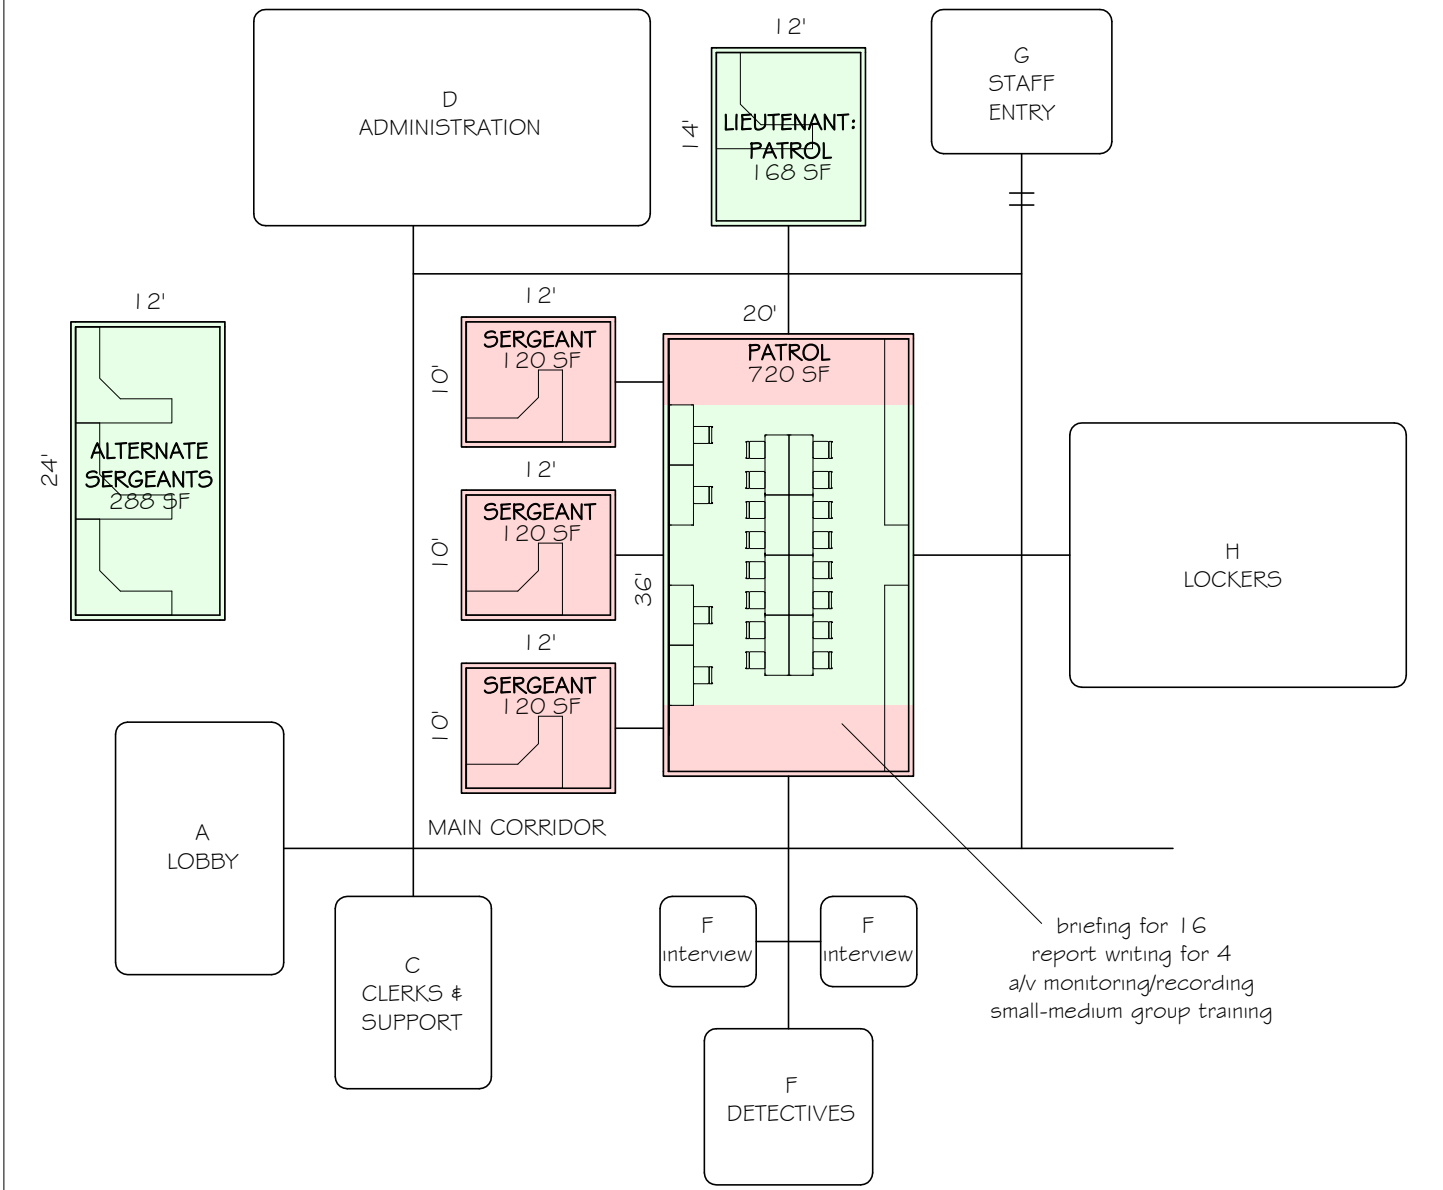 D
ADMINISTRATION
12'
14'
LIEUTENANT:
PATROL
168 SF
G
STAFF
ENTRY
12'
24'
ALTERNATE
SERGEANTS
288 SF
12'
10'
SERGEANT
120 SF
12'
10'
SERGEANT
120 SF
12'
10'
SERGEANT
120 SF
20'
36'
PATROL
720 SF
H
LOCKERS
A
LOBBY
MAIN CORRIDOR
C
CLERKS &
SUPPORT
F
interview
F
interview
briefing for 16
report writing for 4
a/v monitoring/recording
small-medium group training
F
DETECTIVES